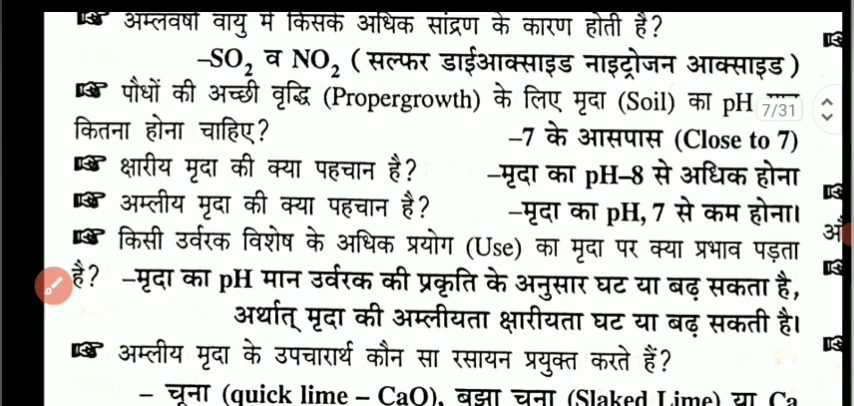 ☞ अम्लवर्षा वायु में किसके अधिक सांद्रण के कारण होती है?
–SO₂ व NO₂ ( सल्फर डाईआक्साइड नाइट्रोजन आक्साइड )
☞ पौधों की अच्छी वृद्धि (Propergrowth) के लिए मृदा (Soil) का pH
7/31
कितना होना चाहिए? –7 के आसपास (Close to 7)
☞ क्षारीय मृदा की क्या पहचान है? –मृदा का pH–8 से अधिक होना
☞ अम्लीय मृदा की क्या पहचान है? –मृदा का pH, 7 से कम होना।
☞ किसी उर्वरक विशेष के अधिक प्रयोग (Use) का मृदा पर क्या प्रभाव पड़ता
है? –मृदा का pH मान उर्वरक की प्रकृति के अनुसार घट या बढ़ सकता है,
अर्थात् मृदा की अम्लीयता क्षारीयता घट या बढ़ सकती है।
☞ अम्लीय मृदा के उपचारार्थ कौन सा रसायन प्रयुक्त करते हैं?
– चूना (quick lime – CaO), बुझा चूना (Slaked Lime) या Ca